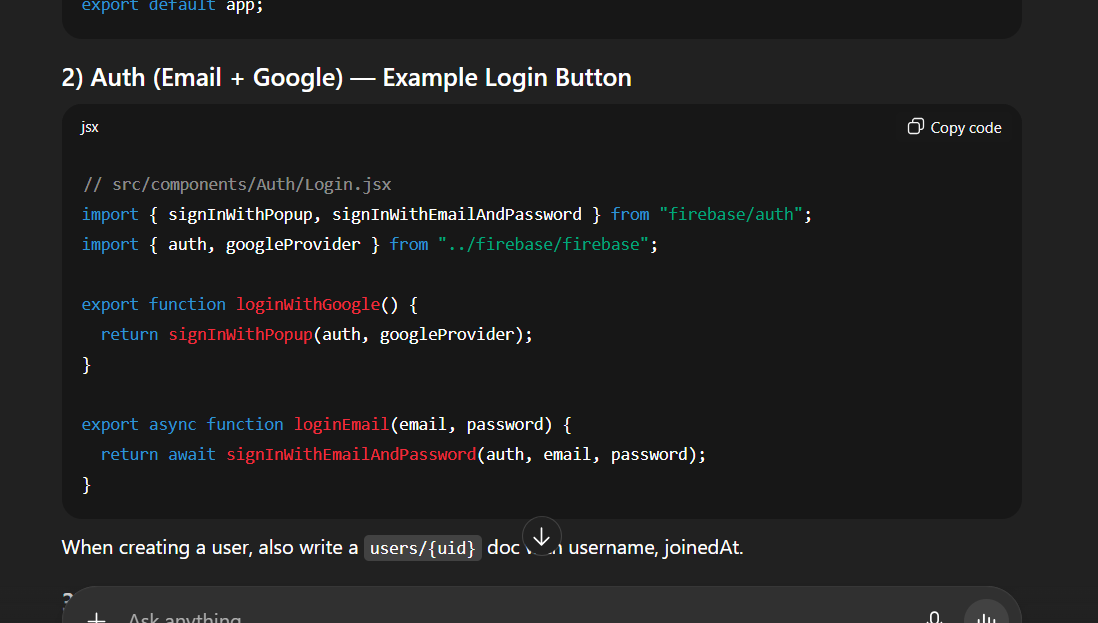 export default app;
2) Auth (Email + Google) — Example Login Button
jsx
Copy code
// src/components/Auth/Login.jsx
import { signInWithPopup, signInWithEmailAndPassword } from "firebase/auth";
import { auth, googleProvider } from "../firebase/firebase";
export function loginWithGoogle() {
return signInWithPopup(auth, googleProvider);
}
export async function loginEmail(email, password) {
return await signInWithEmailAndPassword(auth, email, password);
}
When creating a user, also write a users/{uid} doc username, joinedAt.
Ask anything